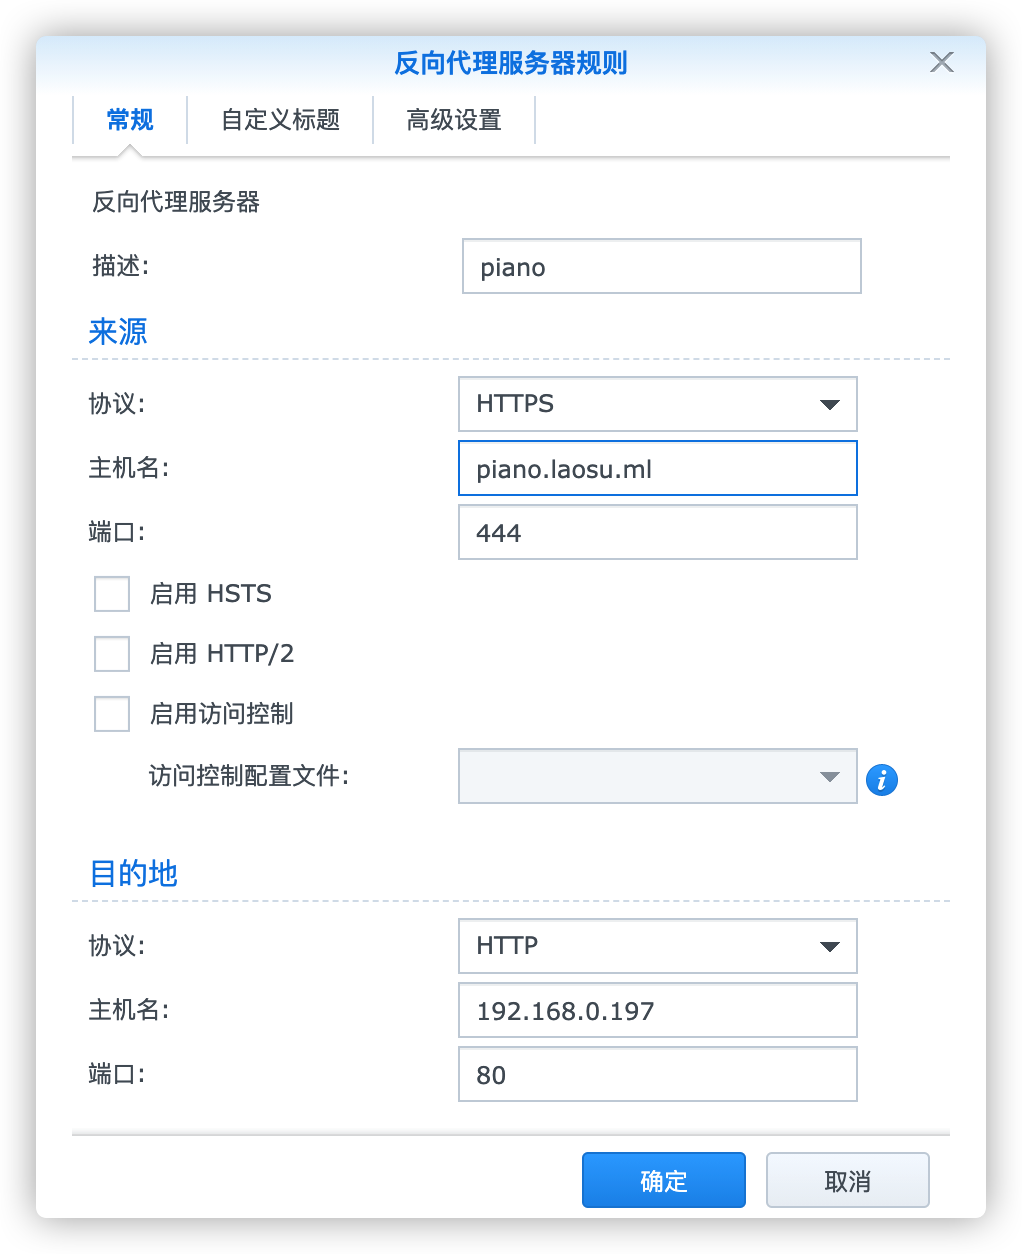 反向代理服务器规则
常规 自定义标题 高级设置
反向代理服务器
描述: piano
来源
协议: HTTPS
主机名: piano.laosu.ml
端口: 444
启用 HSTS
启用 HTTP/2
启用访问控制
访问控制配置文件: i
目的地
协议: HTTP
主机名: 192.168.0.197
端口: 80
确定 取消